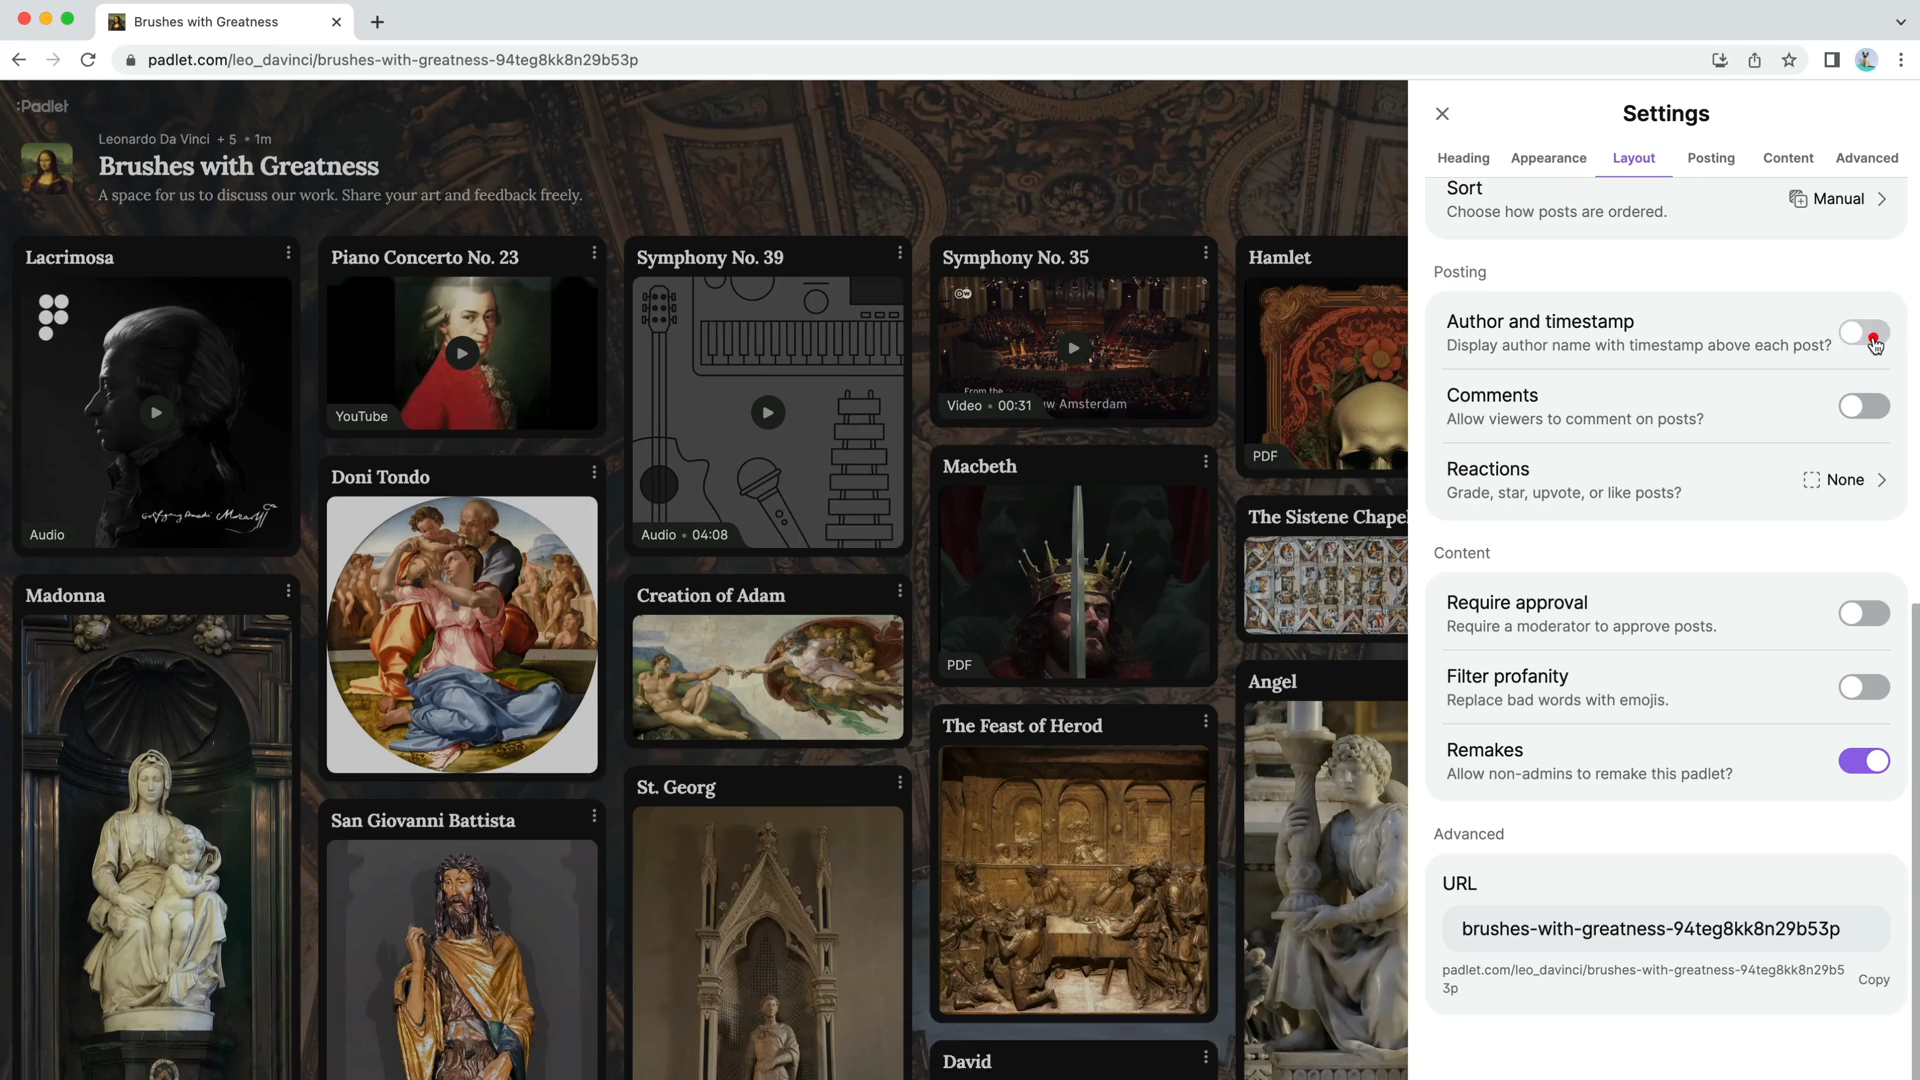 Brushes with Greatness
padlet.com/leo_davinci/brushes-with-greatness-94teg8kk8n29b53p
:Padlet
Leonardo Da Vinci + 5 • 1m
Brushes with Greatness
A space for us to discuss our work. Share your art and feedback freely.
Lacrimosa
Audio
Madonna
Piano Concerto No. 23
YouTube
Doni Tondo
San Giovanni Battista
Symphony No. 39
Audio • 04:08
Creation of Adam
St. Georg
Symphony No. 35
From the
Video • 00:31
w Amsterdam
Macbeth
PDF
The Feast of Herod
David
Hamlet
PDF
The Sistene Chapel
Angel
Settings
Heading
Appearance
Layout
Posting
Content
Advanced
Sort
Choose how posts are ordered.
Manual
Posting
Author and timestamp
Display author name with timestamp above each post?
Comments
Allow viewers to comment on posts?
Reactions
Grade, star, upvote, or like posts?
None
Content
Require approval
Require a moderator to approve posts.
Filter profanity
Replace bad words with emojis.
Remakes
Allow non-admins to remake this padlet?
Advanced
URL
brushes-with-greatness-94teg8kk8n29b53p
padlet.com/leo_davinci/brushes-with-greatness-94teg8kk8n29b5
3p
Copy